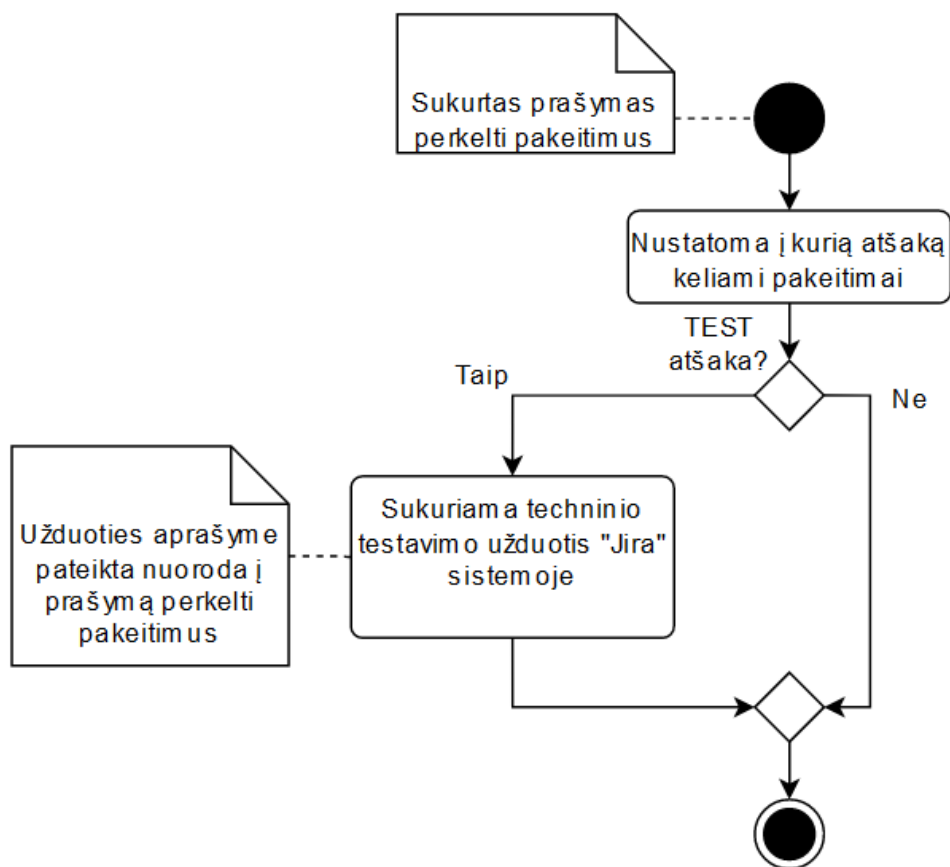 Sukurtas prašymas
perkelti pakeitimus
Nustatoma į kurią atšaką
keliami pakeitimai
TEST
atšaka?
Taip
Ne
Sukuriama techninio
testavimo užduotis "Jira"
sistemoje
Užduoties aprašyme
pateikta nuoroda į
prašymą perkelti
pakeitimus